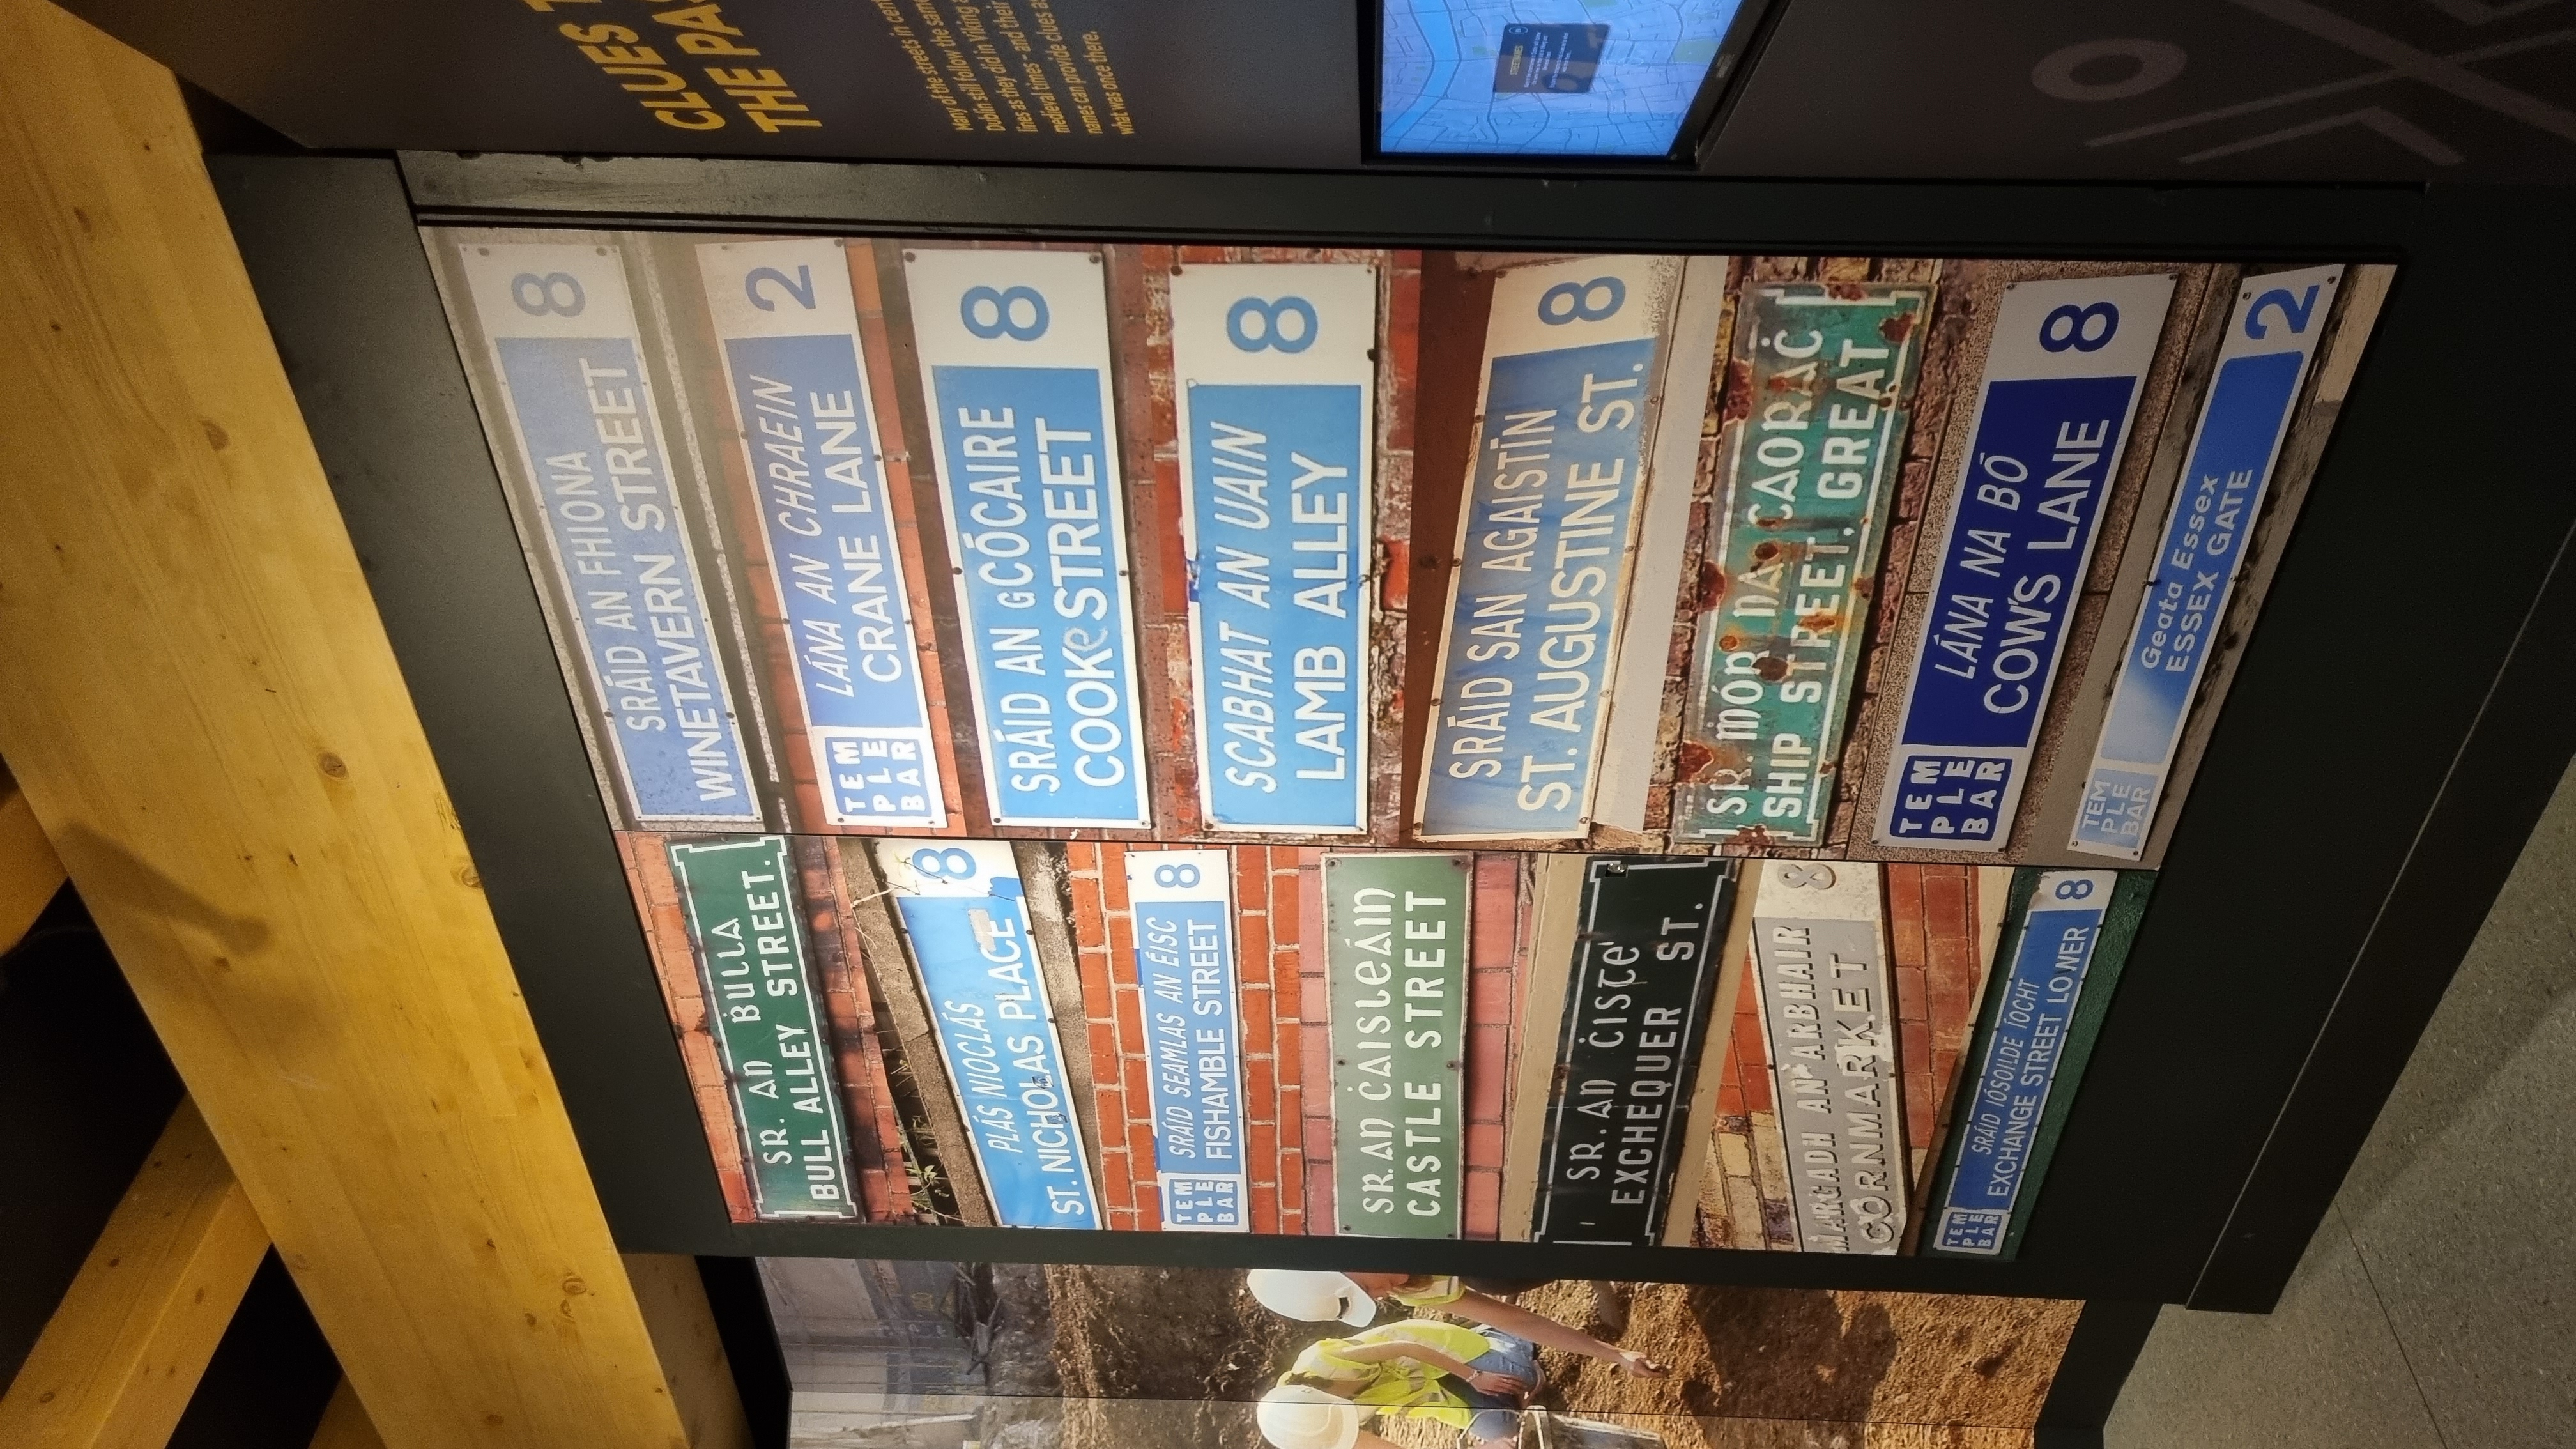 SR. An ḂULLA
BULL ALLEY STREET.
PLÁS NIOCLÁS
ST. NICHOLAS PLACE
8
TEM
PLE
BAR
SRÁID SEAMLAS AN ÉISC
FISHAMBLE STREET
8
SR. An ĊAISLEÁIN
CASTLE STREET
SR. An ĊISTE
EXCHEQUER ST.
MARGADH AN ARBHAIR
CORNMARKET
8
TEM
PLE
BAR
SRÁID IÓSOILDE ÍOCHT
EXCHANGE STREET LOWER
8
SRÁID AN FHIONA
WINETAVERN STREET
8
TEM
PLE
BAR
LÁNA AN CHRAEIN
CRANE LANE
2
SRÁID AN GCÓCAIRE
COOKe STREET
8
SCABHAT AN UAIN
LAMB ALLEY
8
SRÁID SAN AGAISTÍN
ST. AUGUSTINE ST.
8
SR. MÓR NA CAORAĊ
SHIP STREET, GREAT
TEM
PLE
BAR
LÁNA NA BÓ
COW'S LANE
8
TEM
PLE
BAR
Geata Essex
ESSEX GATE
2
CLUES T
THE PA
Many of the streets in cen
Dublin still follow the same
lines as they did in Viking a
medieval times - and their
names can provide clues as
what was once there.